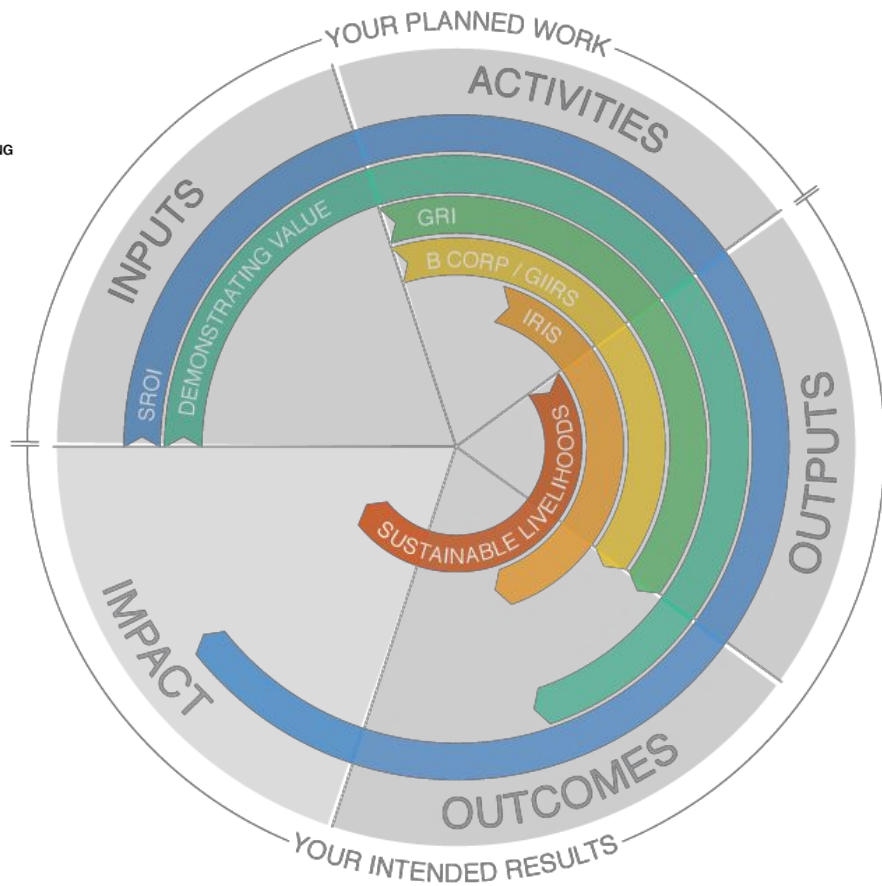 YOUR PLANNED WORK
ACTIVITIES
NG
INPUTS
DEMONSTRATING VALUE
GRI
B CORP / GIIRS
IRIS
SROI
OUTPUTS
SUSTAINABLE LIVELIHOODS
IMPACT
OUTCOMES
YOUR INTENDED RESULTS